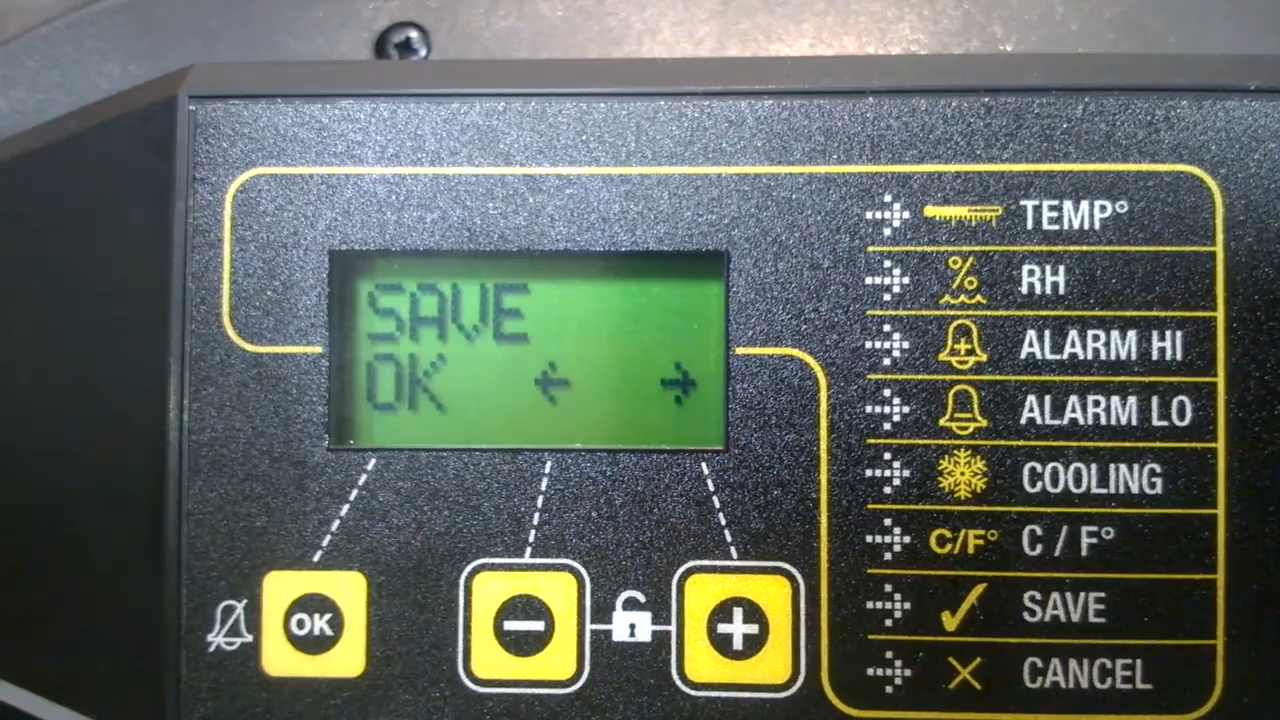 SAVE
OK ← →
OK
TEMP°
% RH
ALARM HI
ALARM LO
COOLING
C/F° C / F°
SAVE
CANCEL